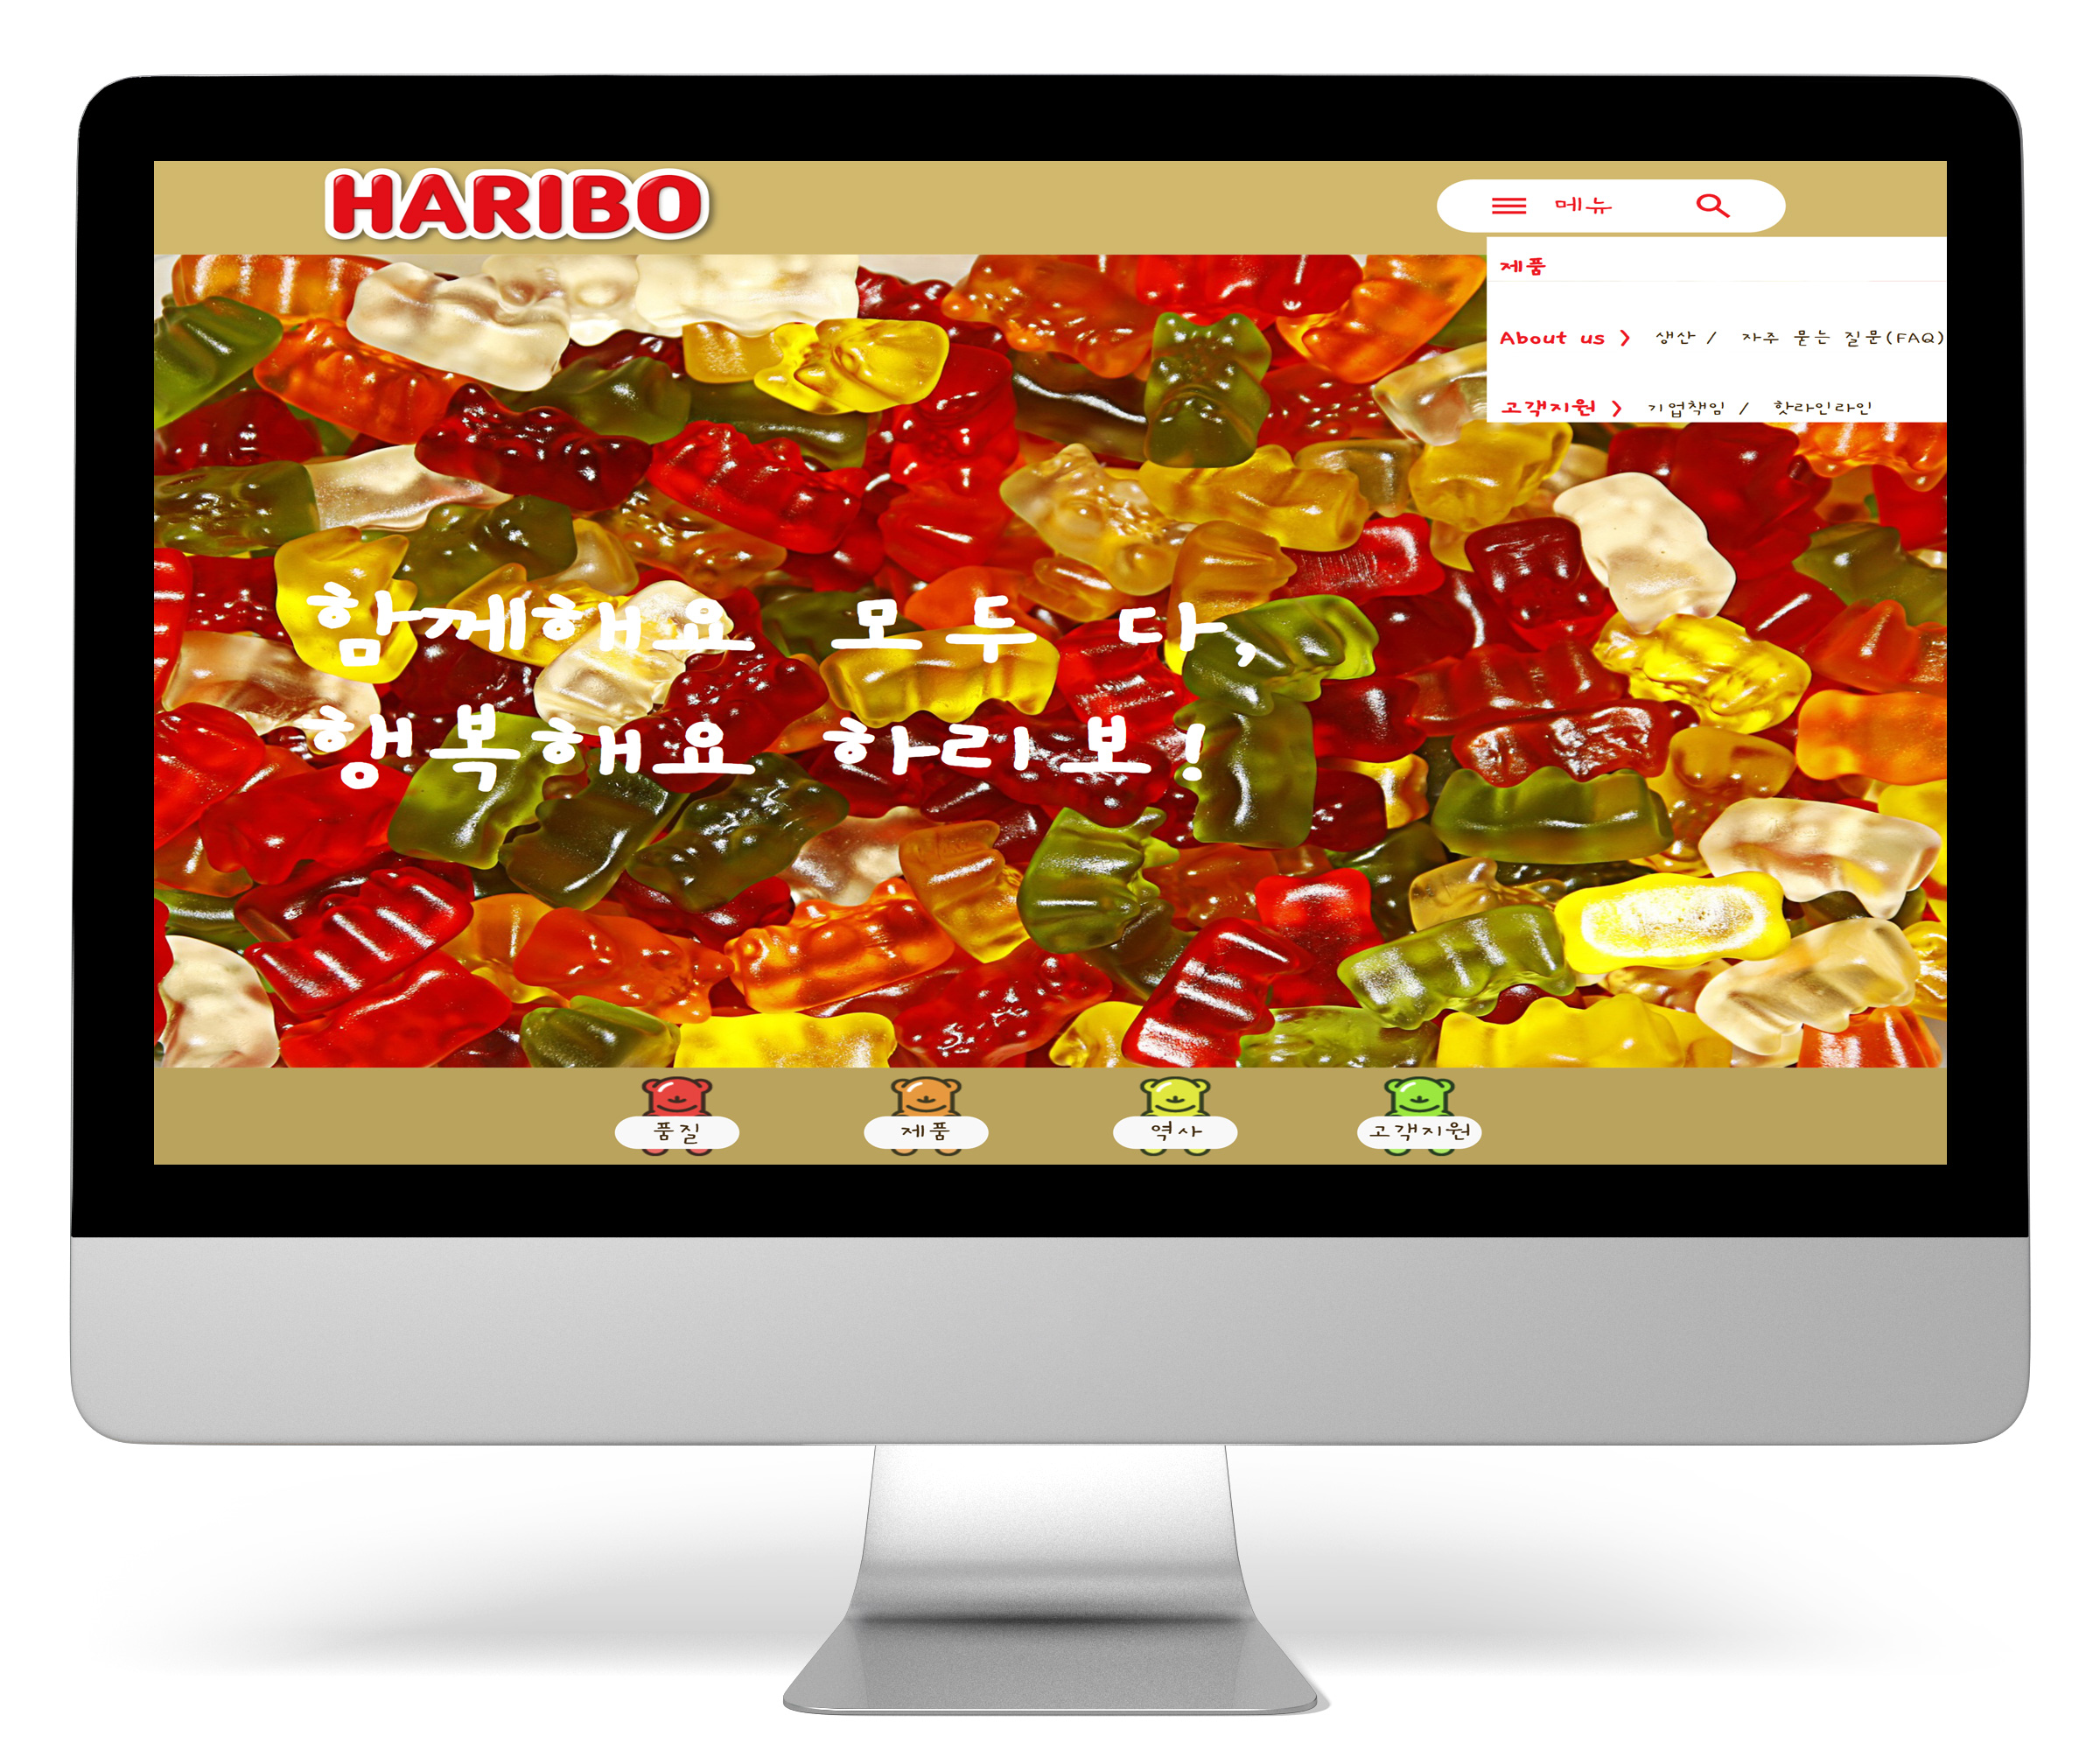 HARIBO
메뉴
제품
About us > 생산 / 자주 묻는 질문(FAQ)
고객지원 > 기업책임 / 핫라인라인
함께해요 모두 다,
행복해요 하리보!
품질 제품 역사 고객지원